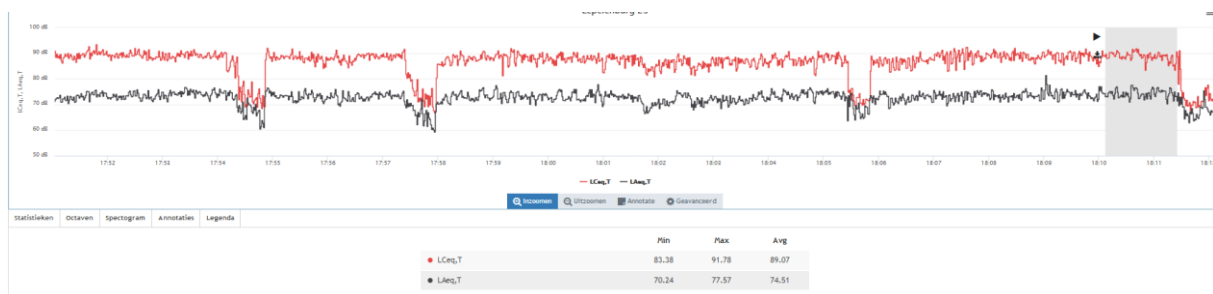 100 dB
90 dB
80 dB
70 dB
60 dB
50 dB
LCeq,T, LAeq,T
17:52 17:53 17:54 17:55 17:56 17:57 17:58 17:59 18:00 18:01 18:02 18:03 18:04 18:05 18:06 18:07 18:08 18:09 18:10 18:11
LCeq,T LAeq,T
Inzoomen Uitzoomen Annotate Geavanceerd
Statistieken Octaven Spectogram Annotaties Legenda
Min Max Avg
LCeq,T 83.38 91.78 89.07
LAeq,T 70.24 77.57 74.51